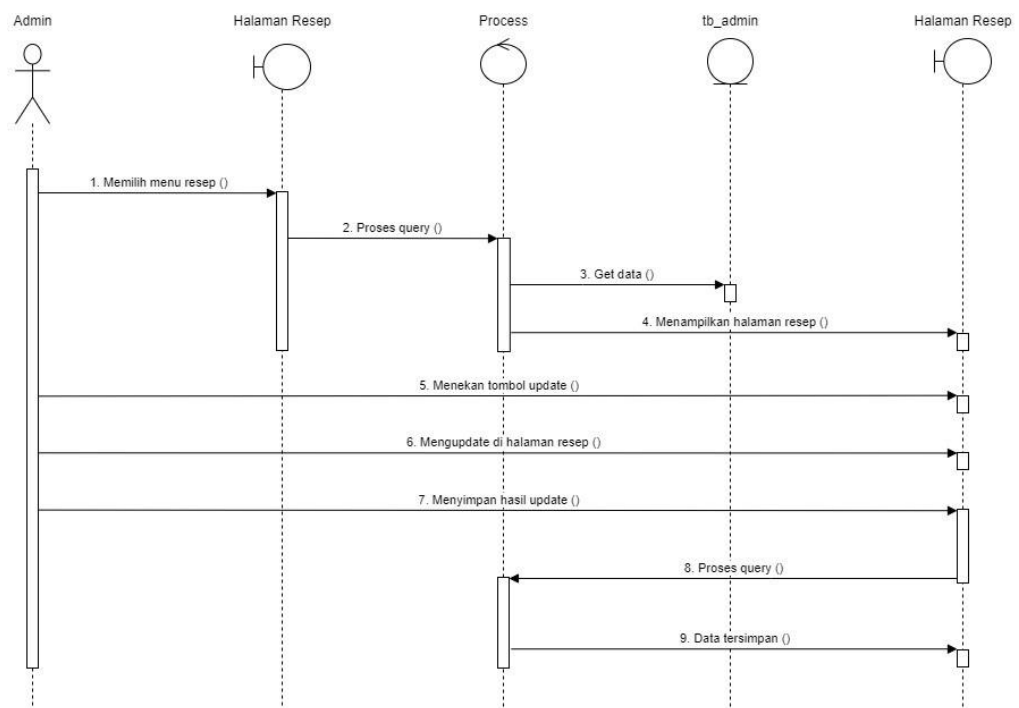 Admin
Halaman Resep
Process
tb_admin
Halaman Resep
1. Memilih menu resep ()
2. Proses query ()
3. Get data ()
4. Menampilkan halaman resep ()
5. Menekan tombol update ()
6. Mengupdate di halaman resep ()
7. Menyimpan hasil update ()
8. Proses query ()
9. Data tersimpan ()